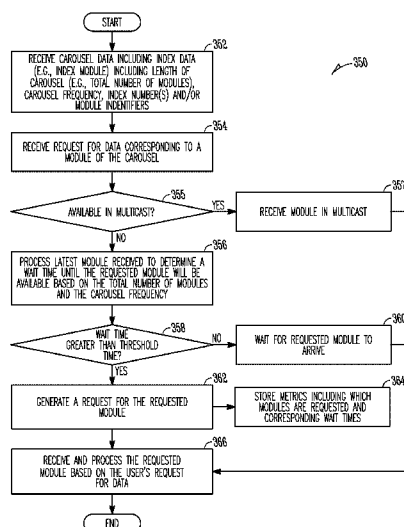 START
352
RECEIVE CAROUSEL DATA INCLUDING INDEX DATA
(E.G., INDEX MODULE) INCLUDING LENGTH OF
CAROUSEL (E.G., TOTAL NUMBER OF MODULES),
CAROUSEL FREQUENCY, INDEX NUMBER(S) AND/OR
MODULE INDENTIFIERS
350
354
RECEIVE REQUEST FOR DATA CORRESPONDING TO A
MODULE OF THE CAROUSEL
355
AVAILABLE IN MULTICAST?
YES
357
RECEIVE MODULE IN MULTICAST
NO
356
PROCESS LATEST MODULE RECEIVED TO DETERMINE A
WAIT TIME UNTIL THE REQUESTED MODULE WILL BE
AVAILABLE BASED ON THE TOTAL NUMBER OF MODULES
AND THE CAROUSEL FREQUENCY
358
WAIT TIME
GREATER THAN THRESHOLD
TIME?
NO
360
WAIT FOR REQUESTED MODULE TO
ARRIVE
YES
362
GENERATE A REQUEST FOR THE REQUESTED
MODULE
364
STORE METRICS INCLUDING WHICH
MODULES ARE REQUESTED AND
CORRESPONDING WAIT TIMES
366
RECEIVE AND PROCESS THE REQUESTED
MODULE BASED ON THE USER'S REQUEST
FOR DATA
END